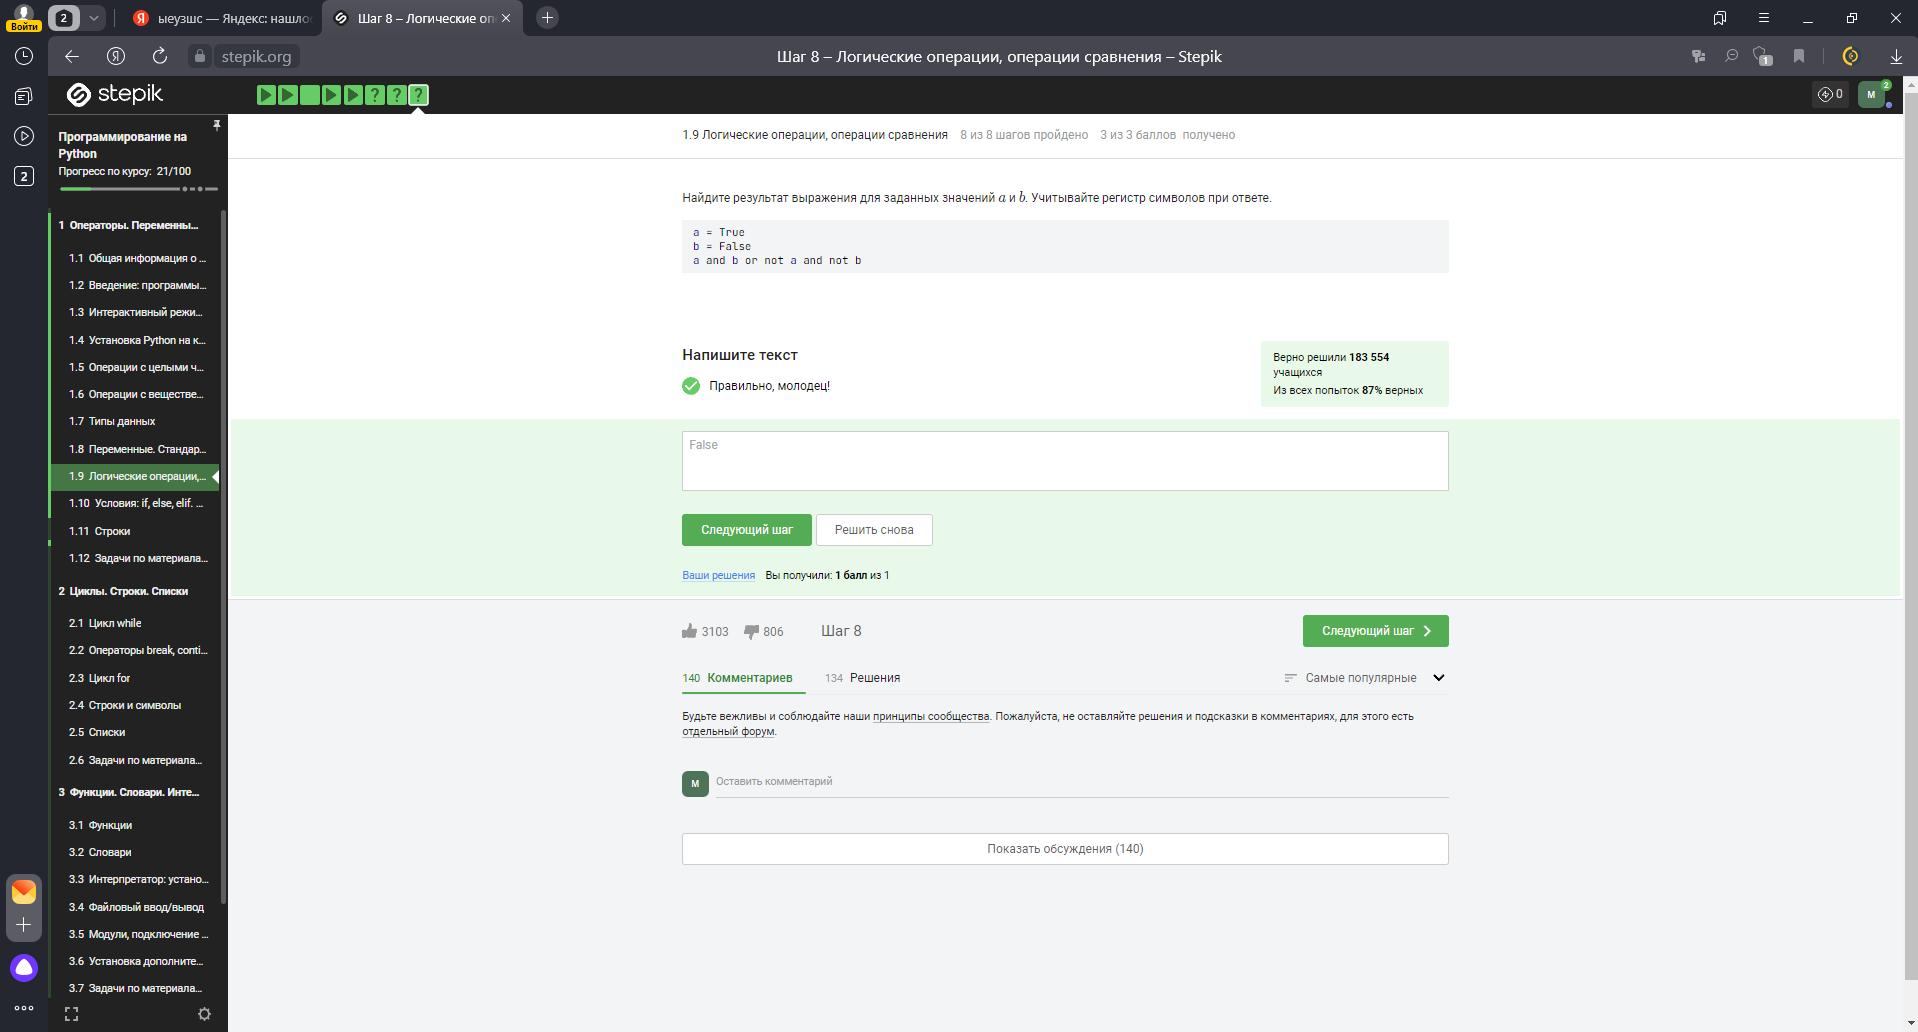 Войти
2
ыеузшс — Яндекс: нашло
Шаг 8 – Логические оп
stepik.org
Шаг 8 – Логические операции, операции сравнения – Stepik
1
2
stepik
? ? ?
0
M
2
Программирование на
Python
Прогресс по курсу: 21/100
1 Операторы. Переменны...
1.1 Общая информация о ...
1.2 Введение: программы...
1.3 Интерактивный режи...
1.4 Установка Python на к...
1.5 Операции с целыми ч...
1.6 Операции с веществе...
1.7 Типы данных
1.8 Переменные. Стандар...
1.9 Логические операции,...
1.10 Условия: if, else, elif. ...
1.11 Строки
1.12 Задачи по материала...
2 Циклы. Строки. Списки
2.1 Цикл while
2.2 Операторы break, conti...
2.3 Цикл for
2.4 Строки и символы
2.5 Списки
2.6 Задачи по материала...
3 Функции. Словари. Инте...
3.1 Функции
3.2 Словари
3.3 Интерпретатор: устано...
3.4 Файловый ввод/вывод
3.5 Модули, подключение ...
3.6 Установка дополните...
3.7 Задачи по материала...
1.9 Логические операции, операции сравнения 8 из 8 шагов пройдено 3 из 3 баллов получено
Найдите результат выражения для заданных значений a и b. Учитывайте регистр символов при ответе.
a = True
b = False
a and b or not a and not b
Напишите текст
Правильно, молодец!
Верно решили 183 554
учащихся
Из всех попыток 87% верных
False
Следующий шаг
Решить снова
Ваши решения Вы получили: 1 балл из 1
3103 806 Шаг 8
Следующий шаг
140 Комментариев 134 Решения
Самые популярные
Будьте вежливы и соблюдайте наши принципы сообщества. Пожалуйста, не оставляйте решения и подсказки в комментариях, для этого есть
отдельный форум.
M
Оставить комментарий
Показать обсуждения (140)